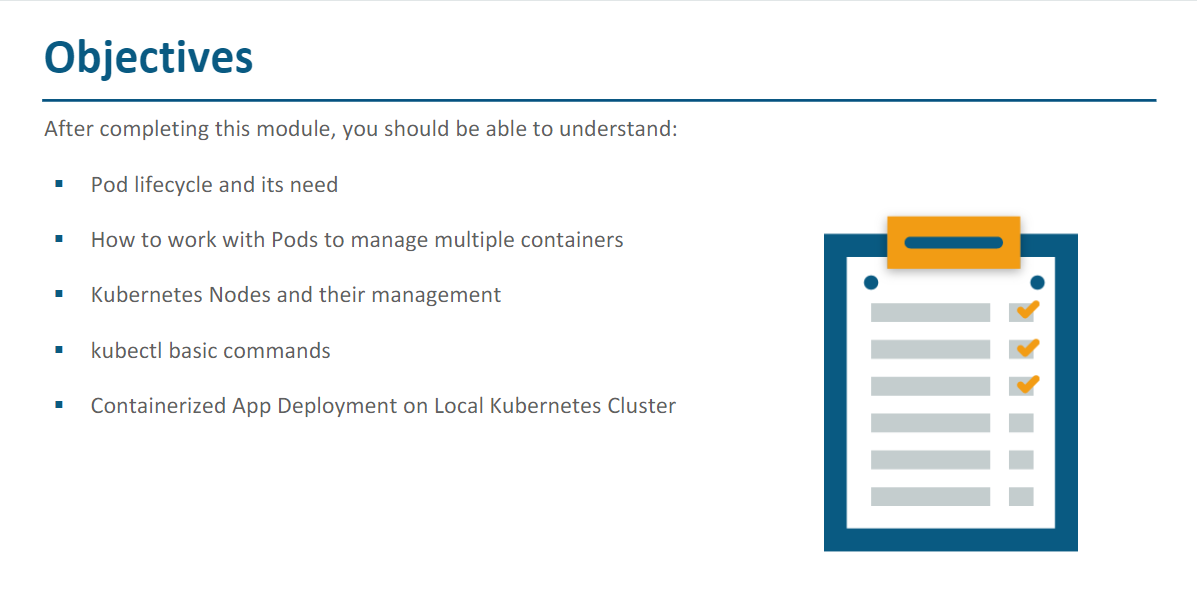 Objectives
After completing this module, you should be able to understand:
▪ Pod lifecycle and its need
▪ How to work with Pods to manage multiple containers
▪ Kubernetes Nodes and their management
▪ kubectl basic commands
▪ Containerized App Deployment on Local Kubernetes Cluster